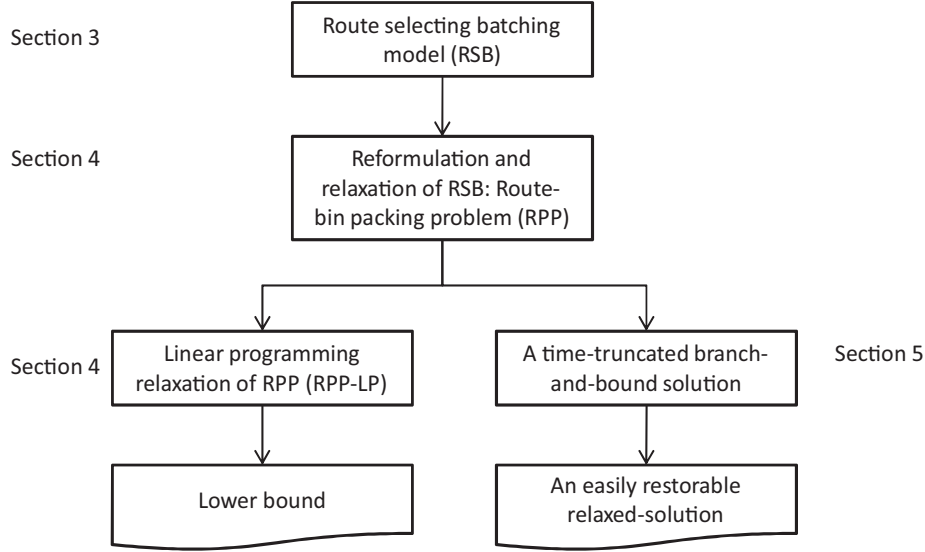 Section 3
Route selecting batching
model (RSB)
Section 4
Reformulation and
relaxation of RSB: Route-
bin packing problem (RPP)
Section 4
Linear programming
relaxation of RPP (RPP-LP)
A time-truncated branch-
and-bound solution
Section 5
Lower bound
An easily restorable
relaxed-solution